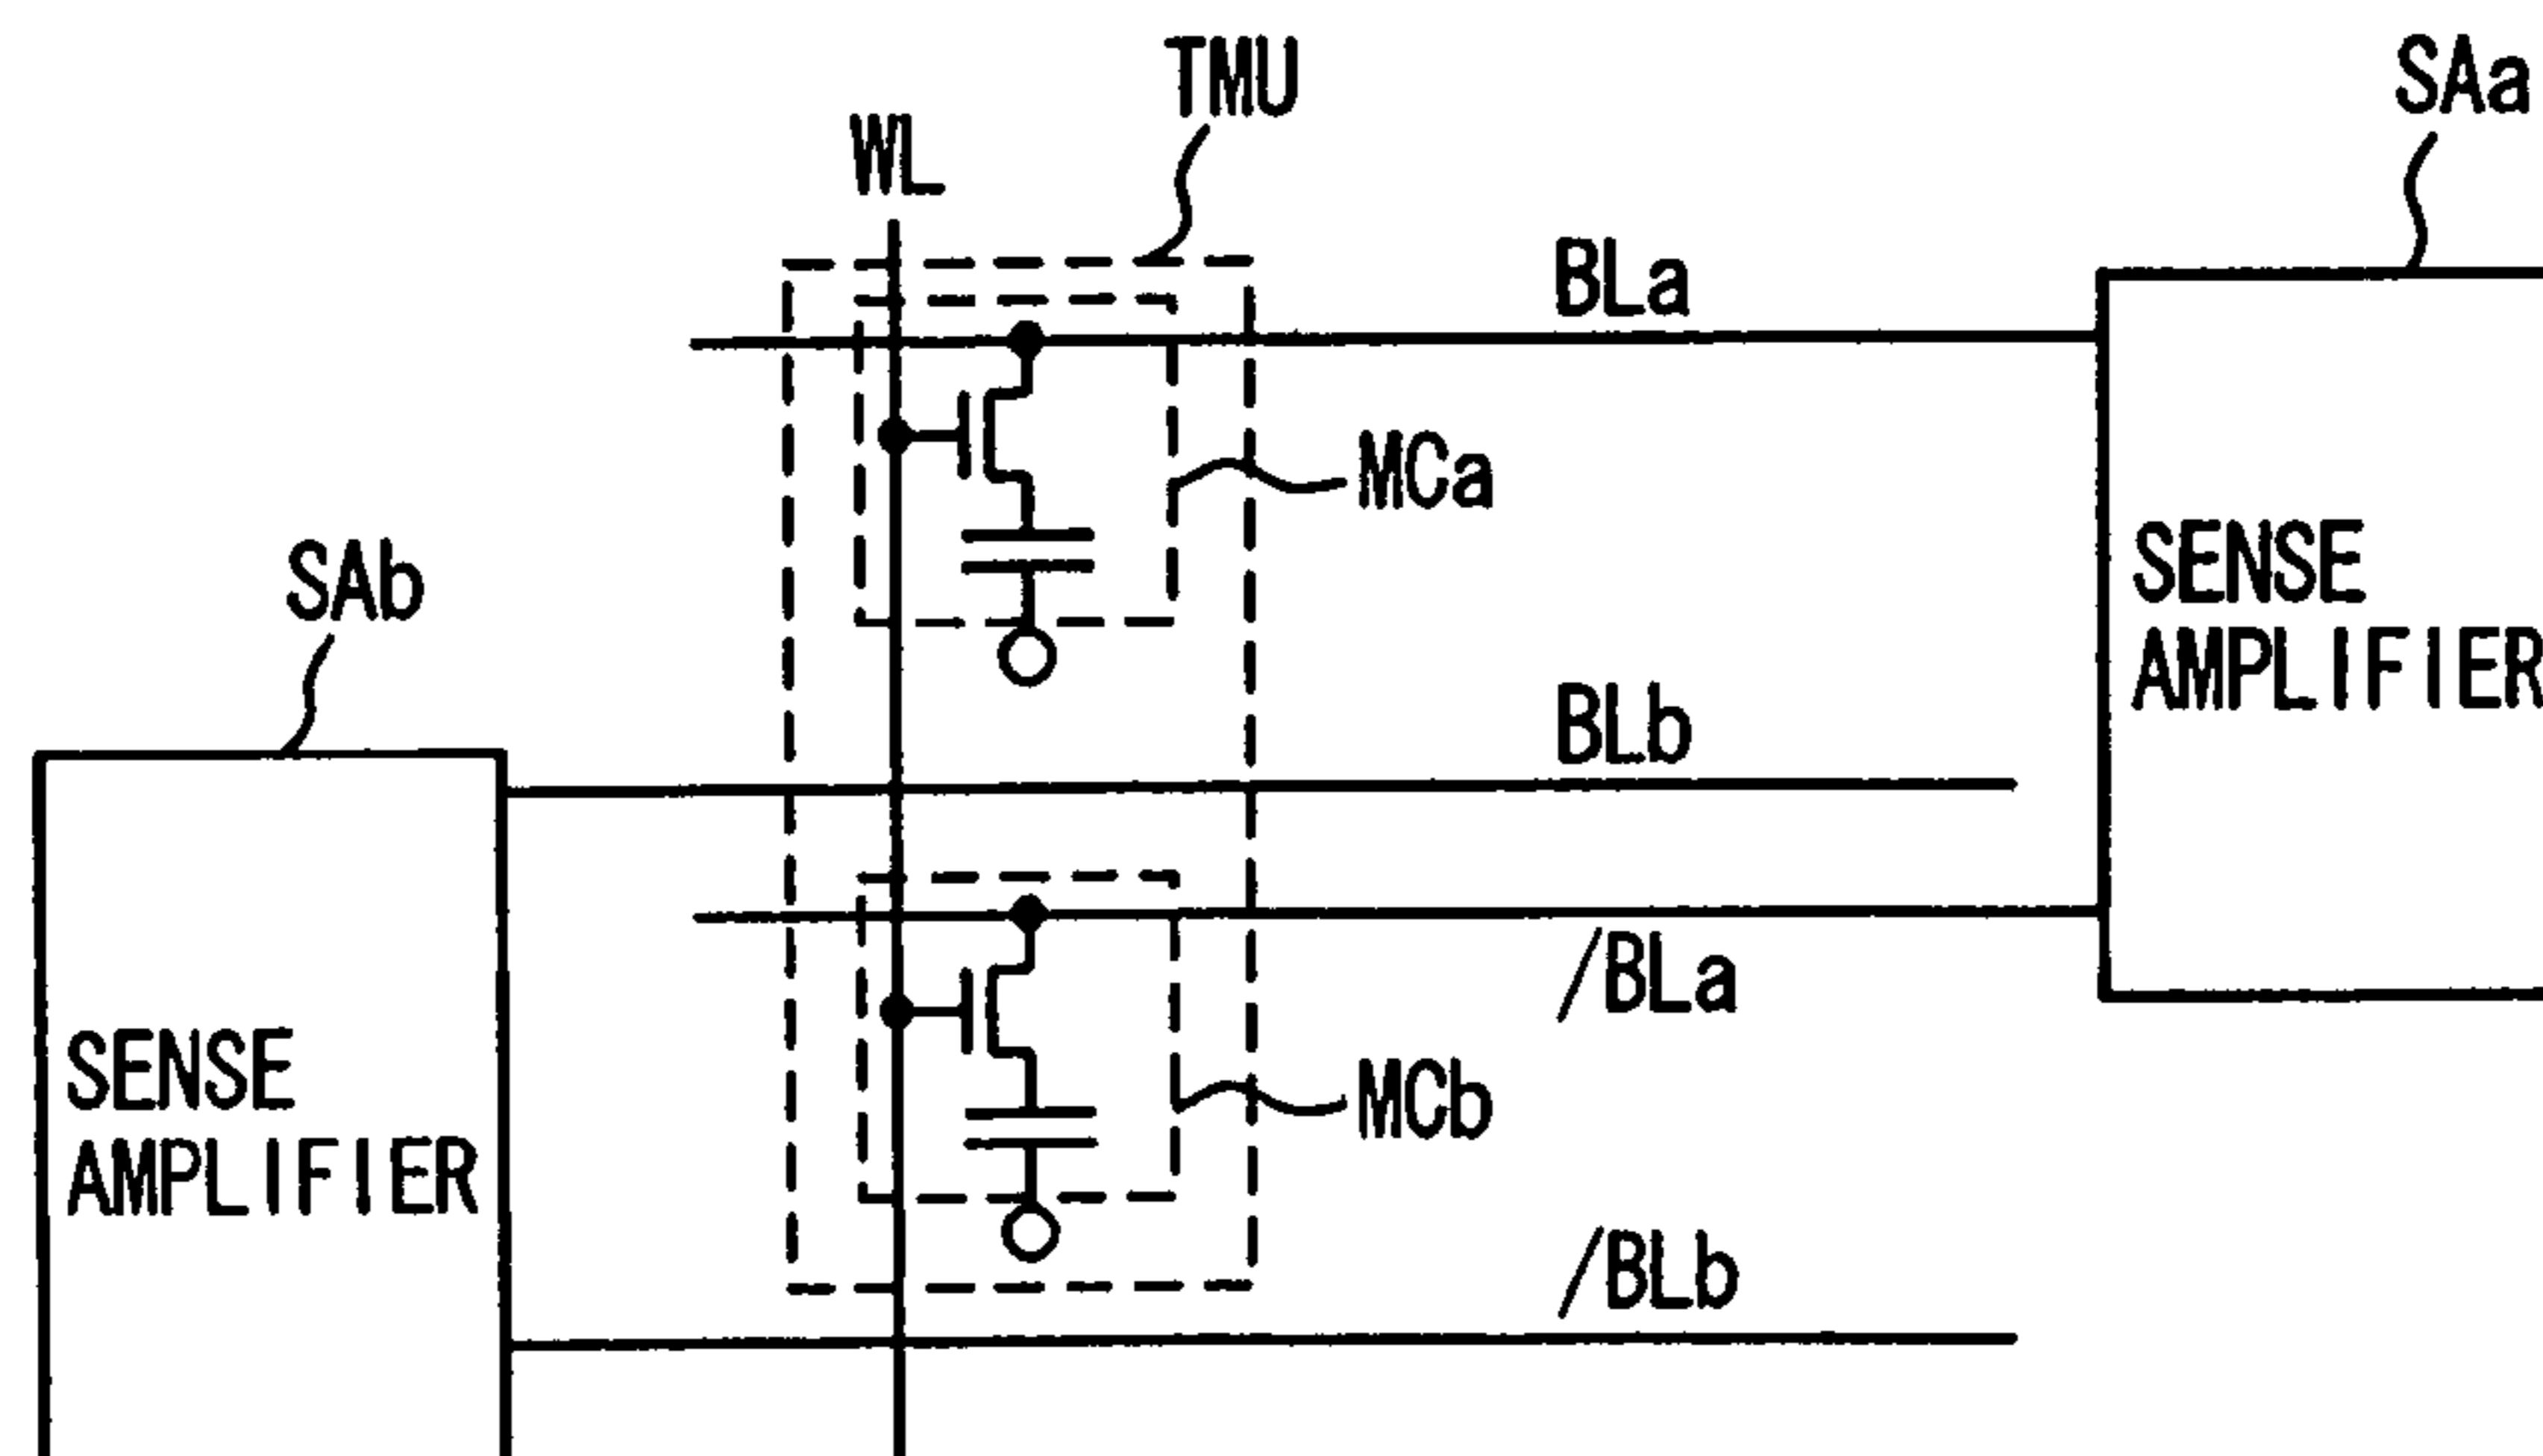 TMU
SAa
WL
BLa
MCa
SAb
SENSE
AMPLIFIER
BLb
/BLa
SENSE
AMPLIFIER
MCb
/BLb